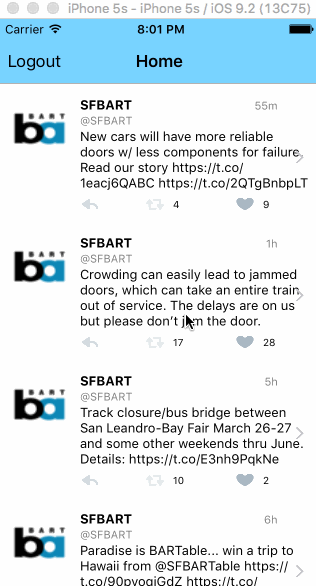 iPhone 5s - iPhone 5s / iOS 9.2 (13C75)
Carrier 8:01 PM
Logout Home
BART
ba
SFBART 55m
@SFBART
New cars will have more reliable
doors w/ less components for failure.
Read our story https://t.co/
1eacj6QABC https://t.co/2QTgBnbpLT
4 9
BART
ba
SFBART 1h
@SFBART
Crowding can easily lead to jammed
doors, which can take an entire train
out of service. The delays are on us
but please don't jam the door.
17 28
BART
ba
SFBART 5h
@SFBART
Track closure/bus bridge between
San Leandro-Bay Fair March 26-27
and some other weekends thru June.
Details: https://t.co/E3nh9PqkNe
10 2
BART
ba
SFBART 6h
@SFBART
Paradise is BARTable... win a trip to
Hawaii from @SFBARTable https://
https://t.co/